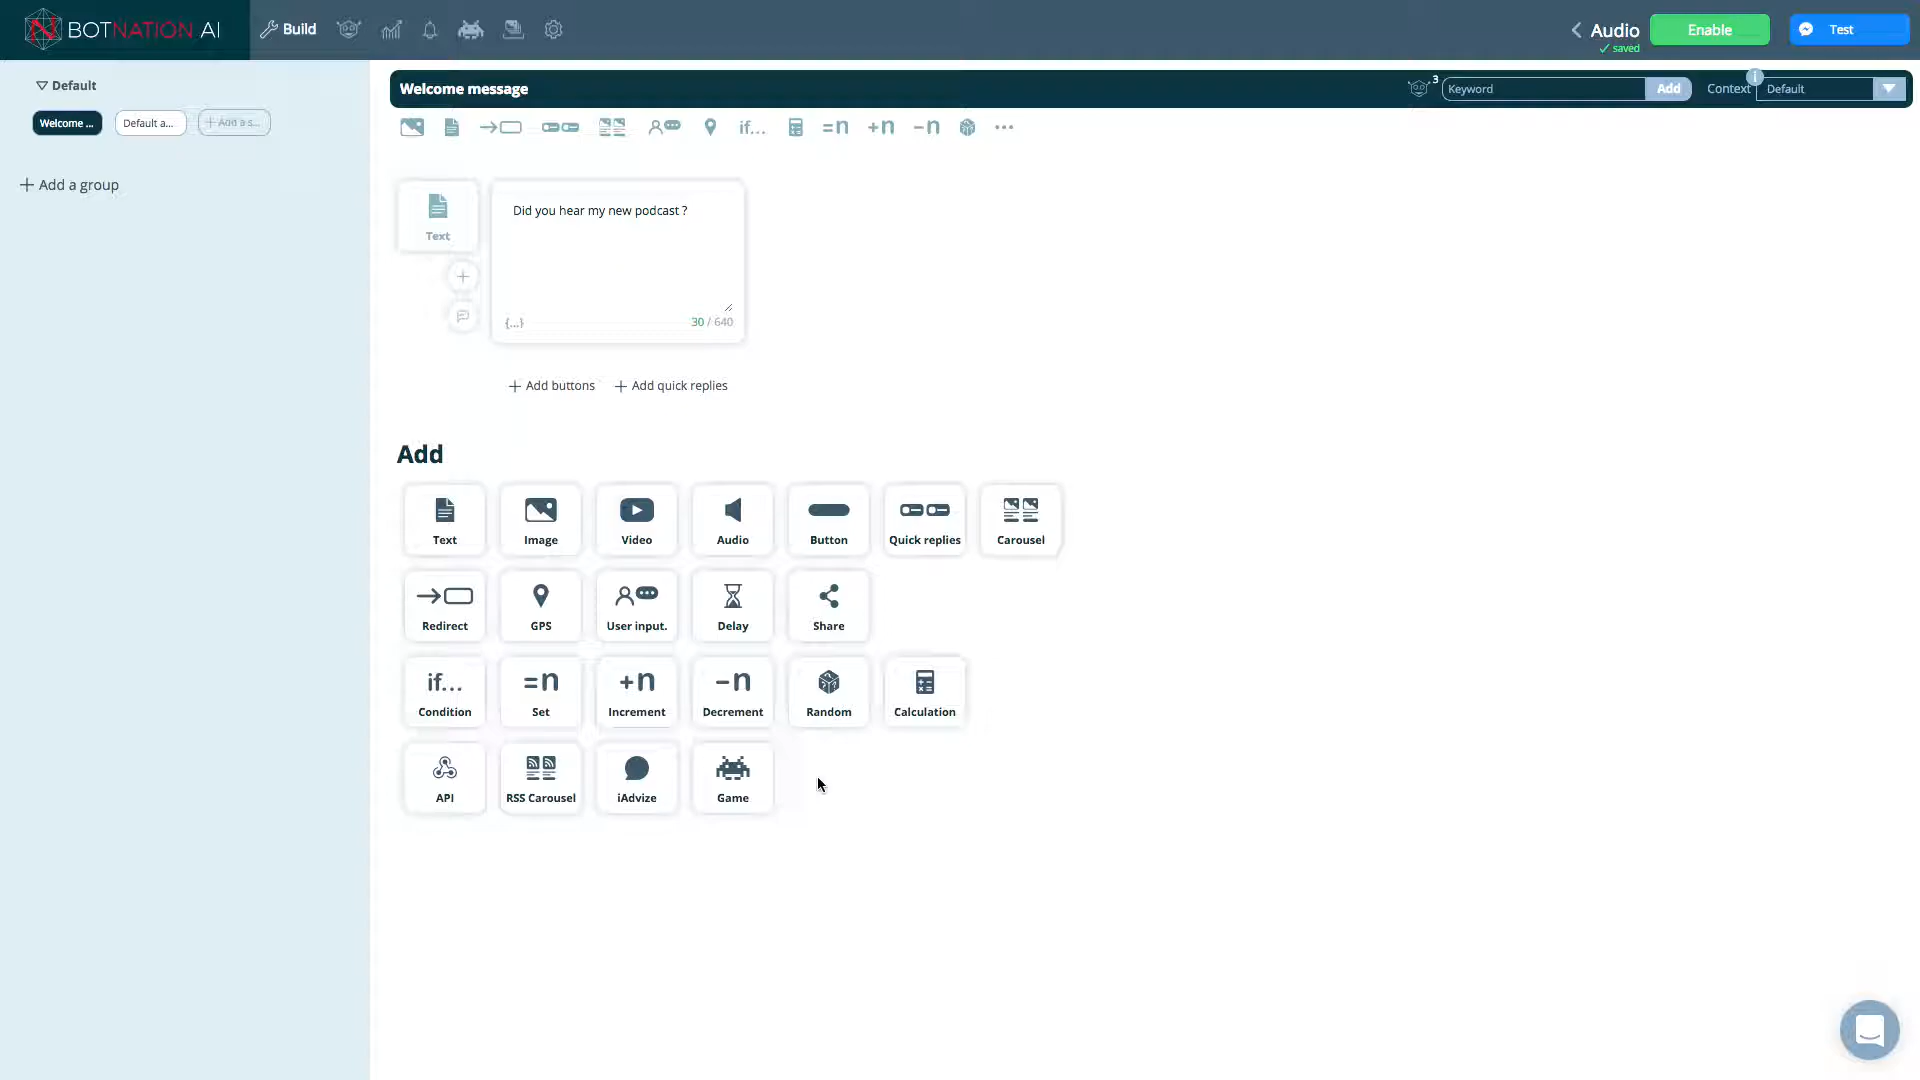 BOTNATION AI
Build
Audio
saved
Enable
Test
Default
Welcome ...
Default a...
+ Add a s...
+ Add a group
Welcome message
3
Keyword
Add
Context
i
Default
if...
=n
+n
-n
...
Text
Did you hear my new podcast ?
{...}
30 / 640
+ Add buttons
+ Add quick replies
Add
Text
Image
Video
Audio
Button
Quick replies
Carousel
Redirect
GPS
User input.
Delay
Share
if...
=n
+n
-n
Condition
Set
Increment
Decrement
Random
Calculation
API
RSS Carousel
iAdvize
Game